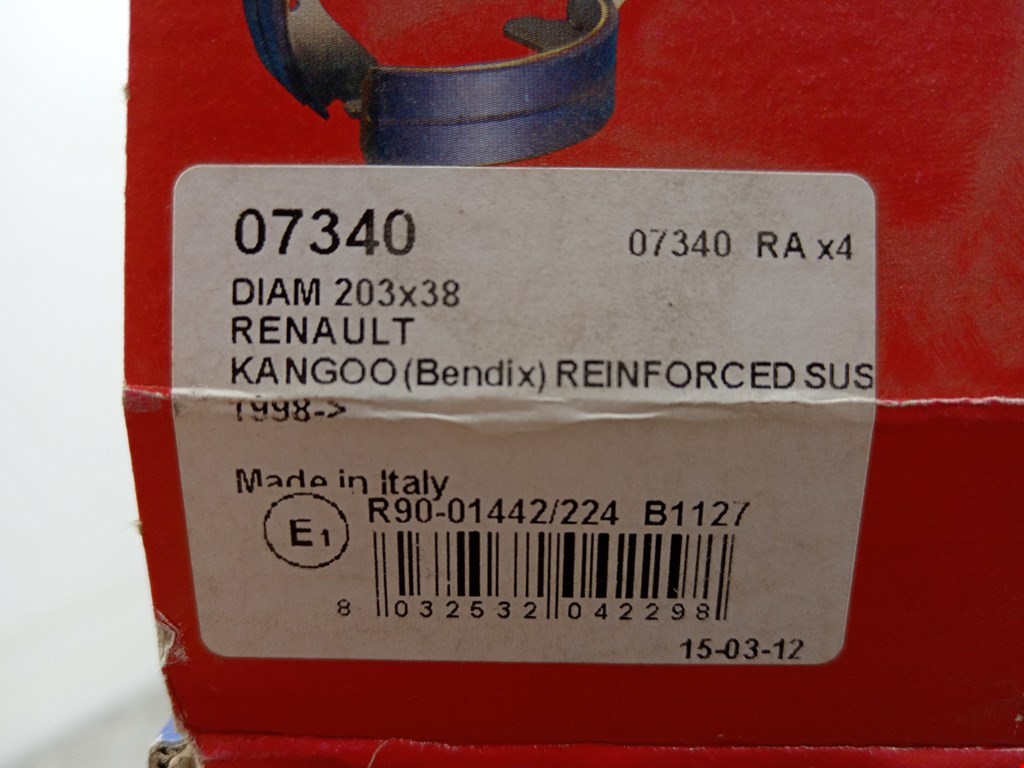 07340
07340 RA x4
DIAM 203x38
RENAULT
KANGOO(Bendix) REINFORCED SUS
1998->
Made in Italy
E1
R90-01442/224 B1127
8 032532 042298
15-03-12